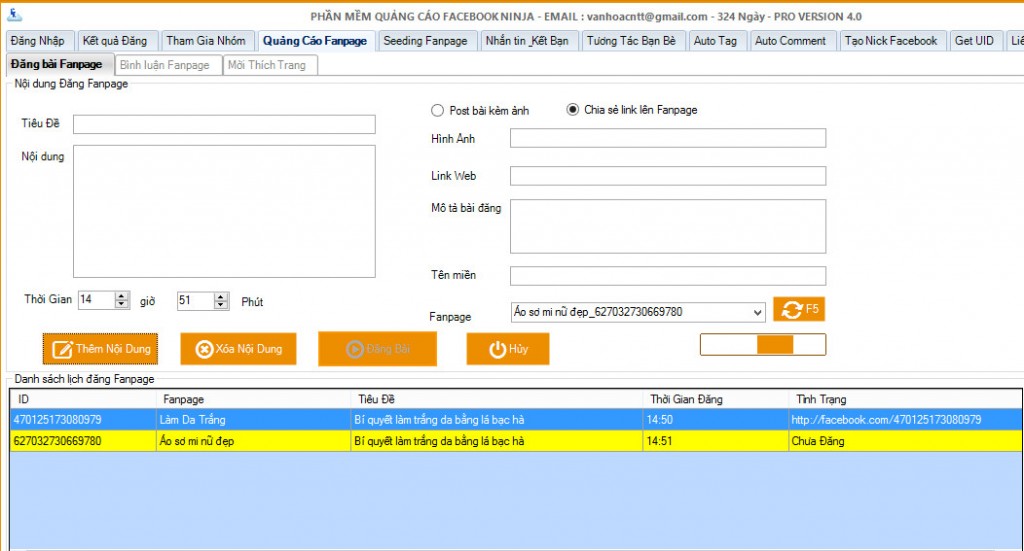 PHẦN MỀM QUẢNG CÁO FACEBOOK NINJA - EMAIL : vanhoacntt@gmail.com - 324 Ngày - PRO VERSION 4.0
Đăng Nhập Kết quả Đăng Tham Gia Nhóm Quảng Cáo Fanpage Seeding Fanpage Nhắn tin _Kết Bạn Tương Tác Bạn Bè Auto Tag Auto Comment Tạo Nick Facebook Get UID
Đăng bài Fanpage Bình luận Fanpage Mời Thích Trang
Nội dung Đăng Fanpage
Post bài kèm ảnh Chia sẻ link lên Fanpage
Tiêu Đề
Hình Ảnh
Nội dung
Link Web
Mô tả bài đăng
Tên miền
Thời Gian 14 giờ 51 Phút
Fanpage Áo sơ mi nữ đẹp_627032730669780 F5
Thêm Nội Dung Xóa Nội Dung Đăng Bài Hủy
Danh sách lịch đăng Fanpage
ID Fanpage Tiêu Đề Thời Gian Đăng Tình Trạng
470125173080979 Làm Da Trắng Bí quyết làm trắng da bằng lá bạc hà 14:50 http://facebook.com/470125173080979
627032730669780 Áo sơ mi nữ đẹp Bí quyết làm trắng da bằng lá bạc hà 14:51 Chưa Đăng